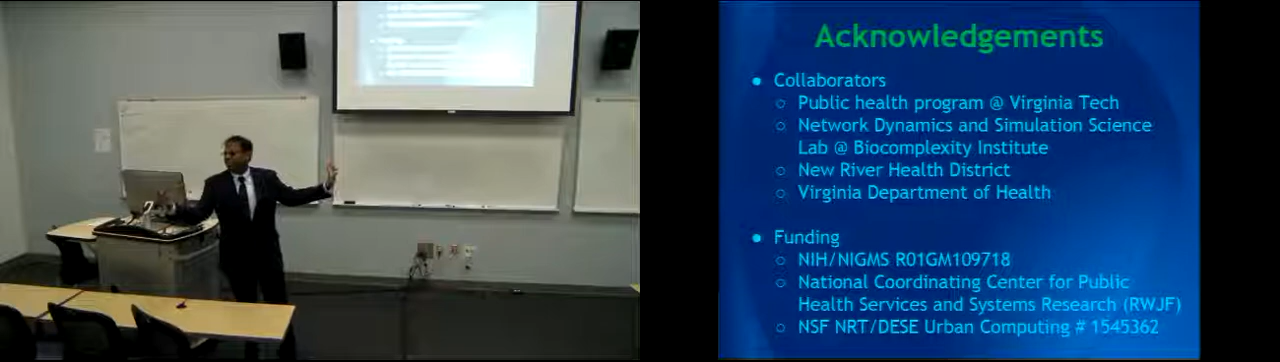 Acknowledgements
● Collaborators
○ Public health program @ Virginia Tech
○ Network Dynamics and Simulation Science
Lab @ Biocomplexity Institute
○ New River Health District
○ Virginia Department of Health
● Funding
○ NIH/NIGMS R01GM109718
○ National Coordinating Center for Public
Health Services and Systems Research (RWJF)
○ NSF NRT/DESE Urban Computing # 1545362